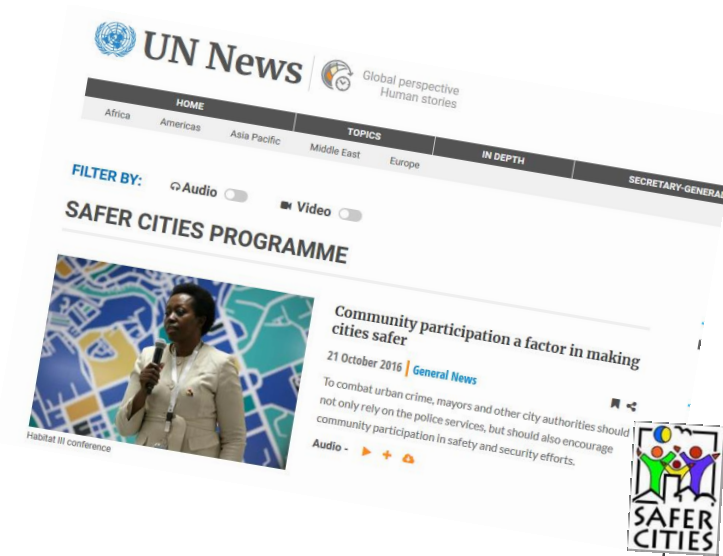 UN News
Global perspective
Human stories
HOME
TOPICS
IN DEPTH
SECRETARY-GENERAL
Africa
Americas
Asia Pacific
Middle East
Europe
FILTER BY:
Audio
Video
SAFER CITIES PROGRAMME
Community participation a factor in making
cities safer
21 October 2016
General News
To combat urban crime, mayors and other city authorities should
not only rely on the police services, but should also encourage
community participation in safety and security efforts.
Audio -
Habitat III conference
SAFER
CITIES